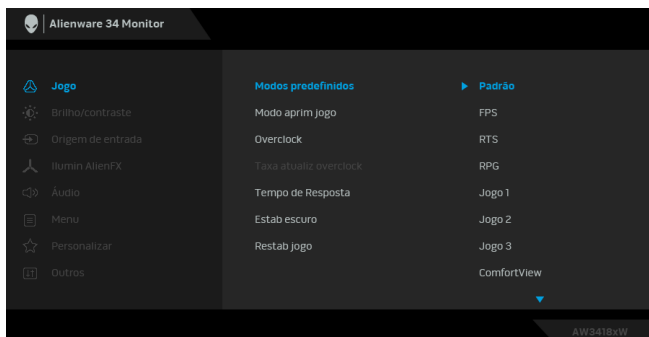 Alienware 34 Monitor
Jogo Modos predefinidos Padrão
Brilho/contraste Modo aprim jogo FPS
Origem de entrada Overclock RTS
Ilumin AlienFX Taxa atualiz overclock RPG
Áudio Tempo de Resposta Jogo 1
Menu Estab escuro Jogo 2
Personalizar Restab jogo Jogo 3
Outros ComfortView
AW3418xW